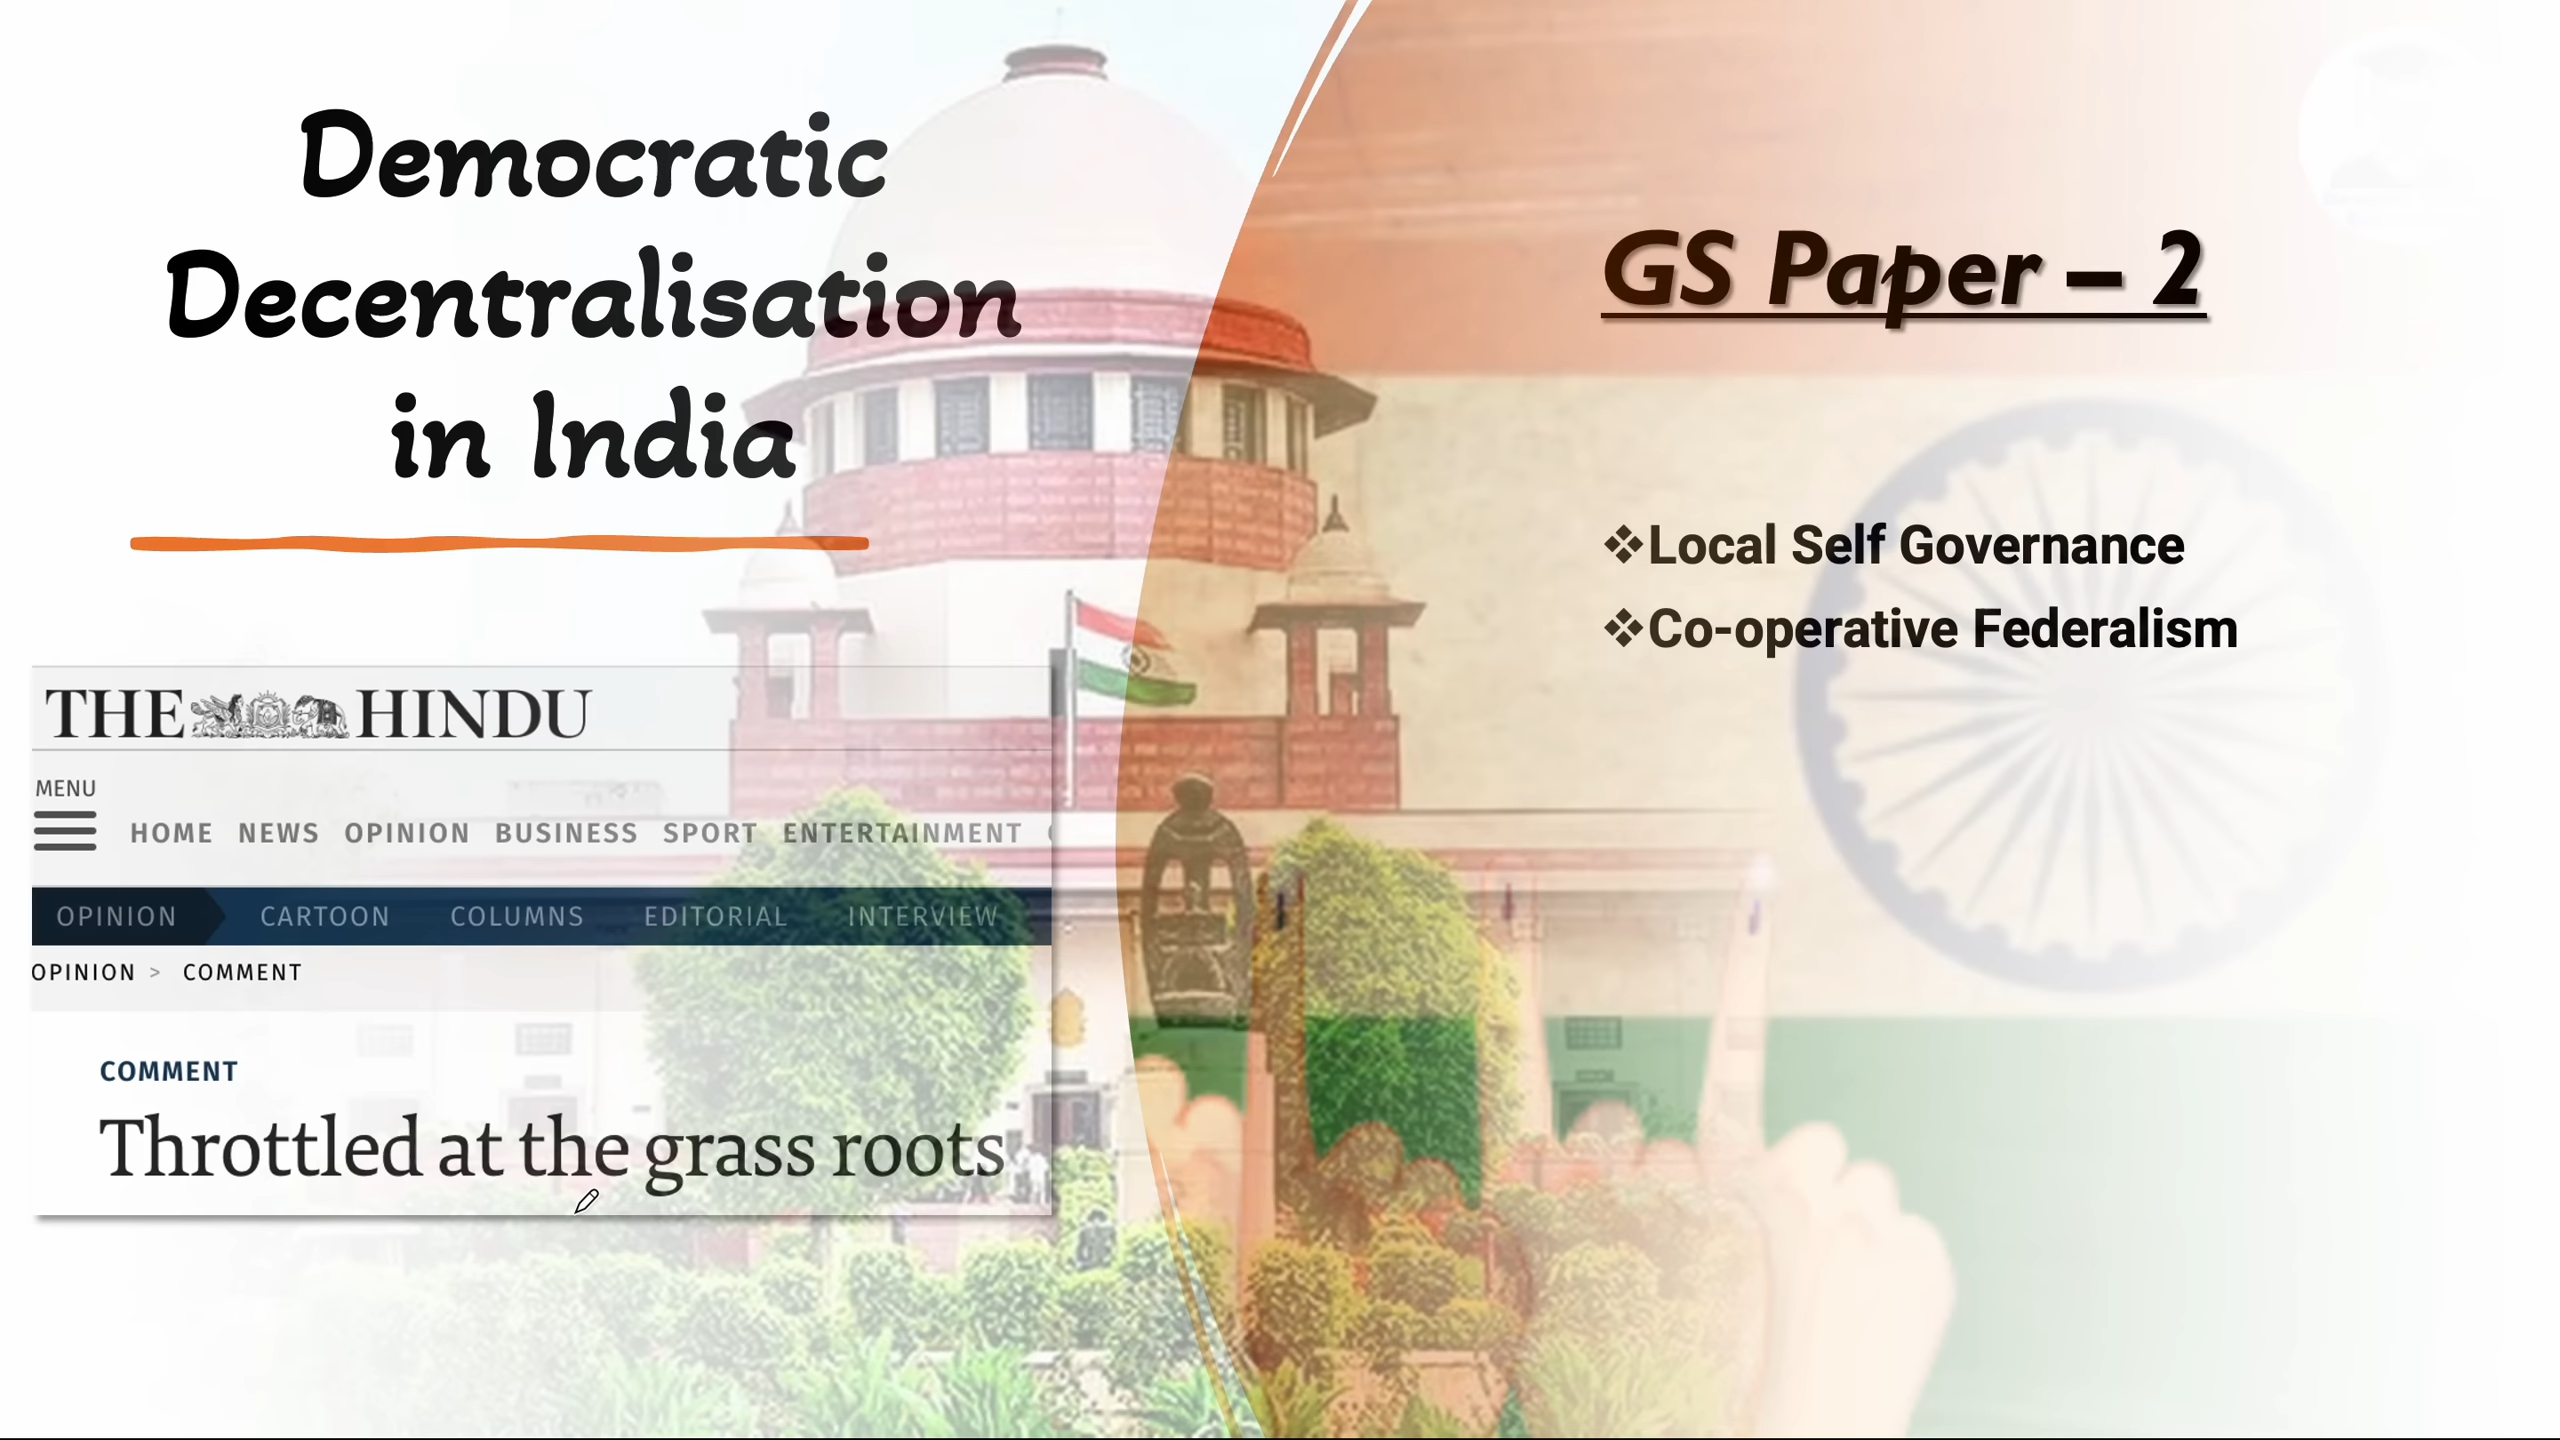 Democratic
Decentralisation
in India
THE HINDU
MENU
HOME NEWS OPINION BUSINESS SPORT ENTERTAINMENT
OPINION CARTOON COLUMNS EDITORIAL INTERVIEW
OPINION > COMMENT
COMMENT
Throttled at the grass roots
GS Paper – 2
❖Local Self Governance
❖Co-operative Federalism